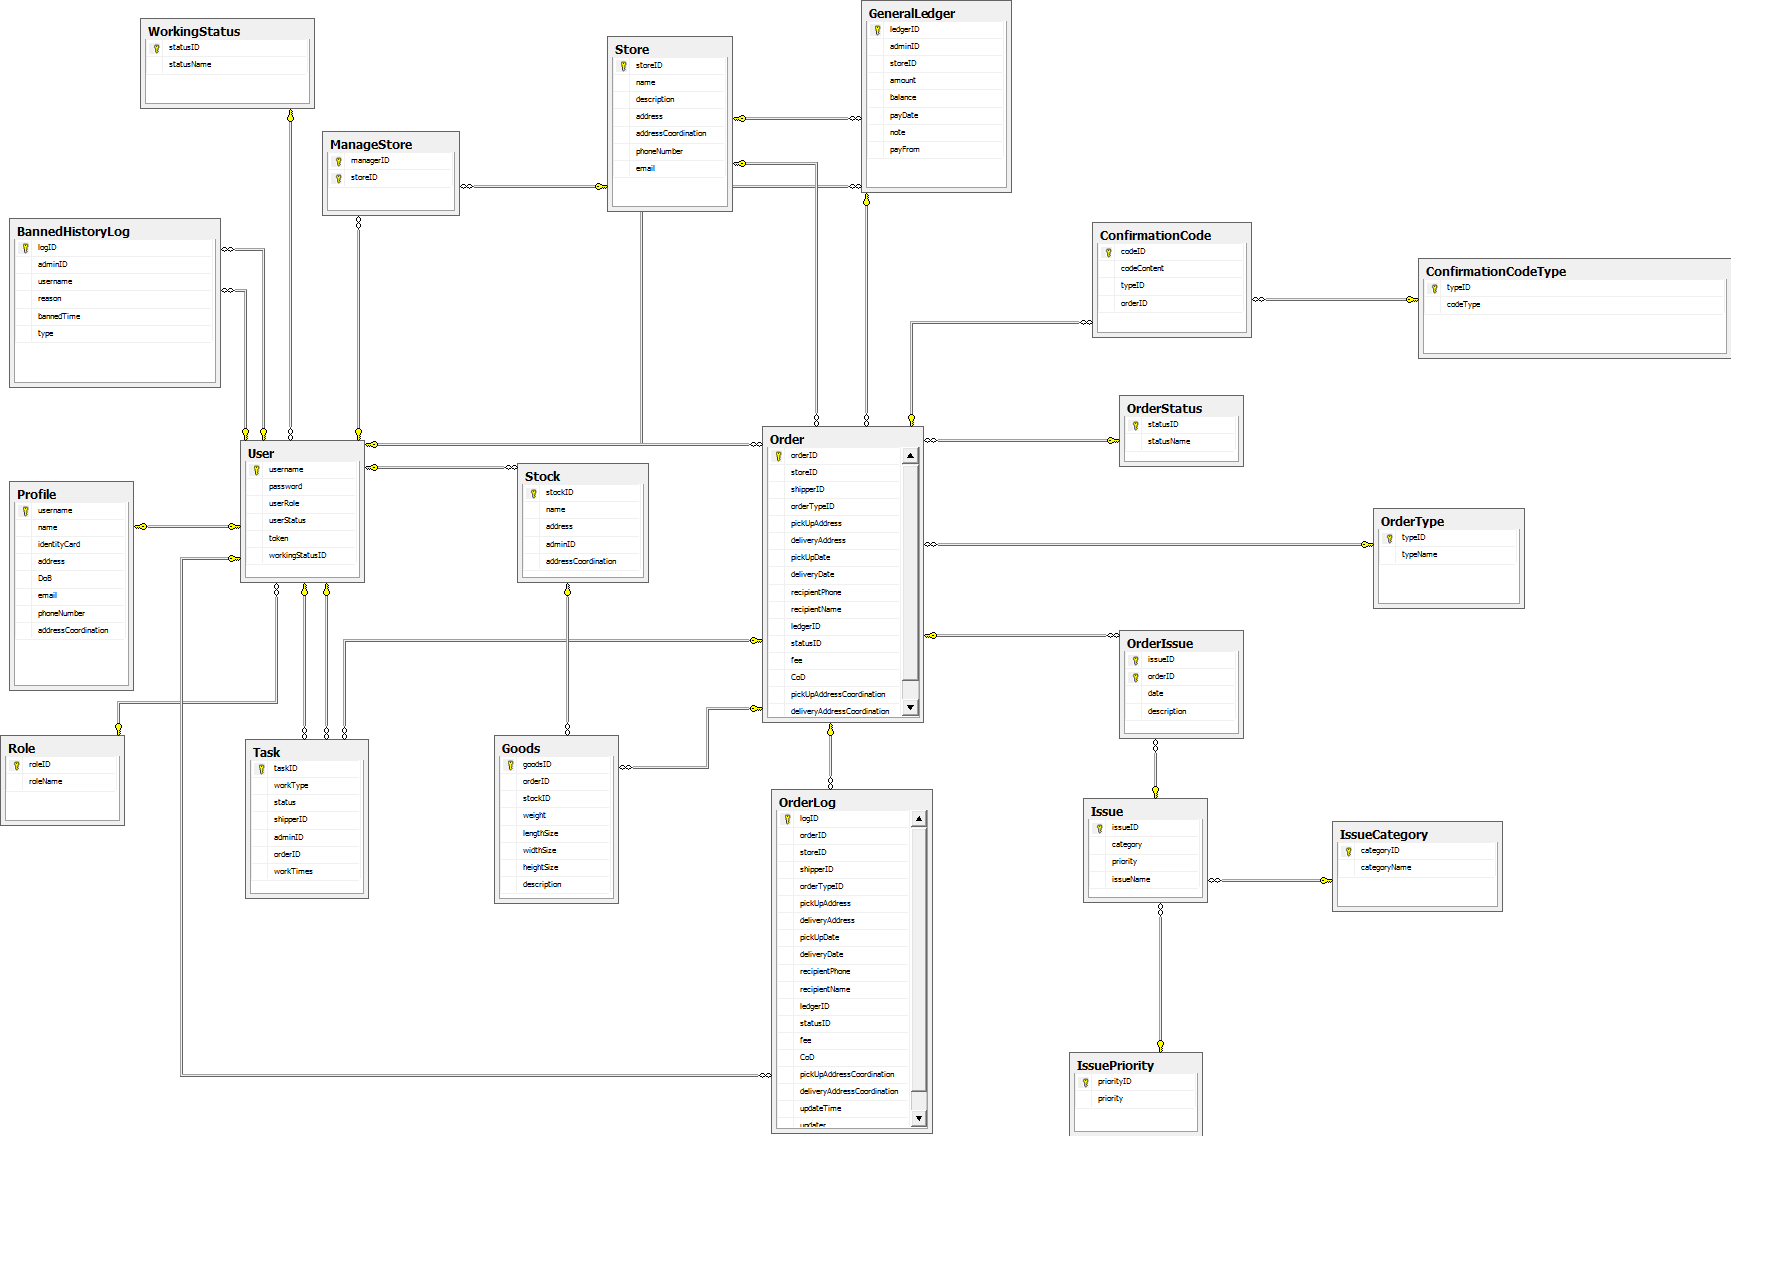 WorkingStatus
statusID
statusName
Store
storeID
name
description
address
addressCoordination
phoneNumber
email
GeneralLedger
ledgerID
adminID
storeID
amount
balance
payDate
note
payFrom
ManageStore
managerID
storeID
BannedHistoryLog
logID
adminID
username
reason
bannedTime
type
ConfirmationCode
codeID
codeContent
typeID
orderID
ConfirmationCodeType
typeID
codeType
OrderStatus
statusID
statusName
User
username
password
userRole
userStatus
token
workingStatusID
Order
orderID
storeID
shipperID
orderTypeID
pickUpAddress
deliveryAddress
pickUpDate
deliveryDate
recipientPhone
recipientName
ledgerID
statusID
fee
CoD
pickUpAddressCoordination
deliveryAddressCoordination
Stock
stockID
name
address
adminID
addressCoordination
Profile
username
name
identityCard
address
DoB
email
phoneNumber
addressCoordination
OrderType
typeID
typeName
OrderIssue
issueID
orderID
date
description
Role
roleID
roleName
Task
taskID
workType
status
shipperID
adminID
orderID
workTimes
Goods
goodsID
orderID
stockID
weight
lengthSize
widthSize
heightSize
description
OrderLog
logID
orderID
storeID
shipperID
orderTypeID
pickUpAddress
deliveryAddress
pickUpDate
deliveryDate
recipientPhone
recipientName
ledgerID
statusID
fee
CoD
pickUpAddressCoordination
deliveryAddressCoordination
updateTime
updater
Issue
issueID
category
priority
issueName
IssueCategory
categoryID
categoryName
IssuePriority
priorityID
priority